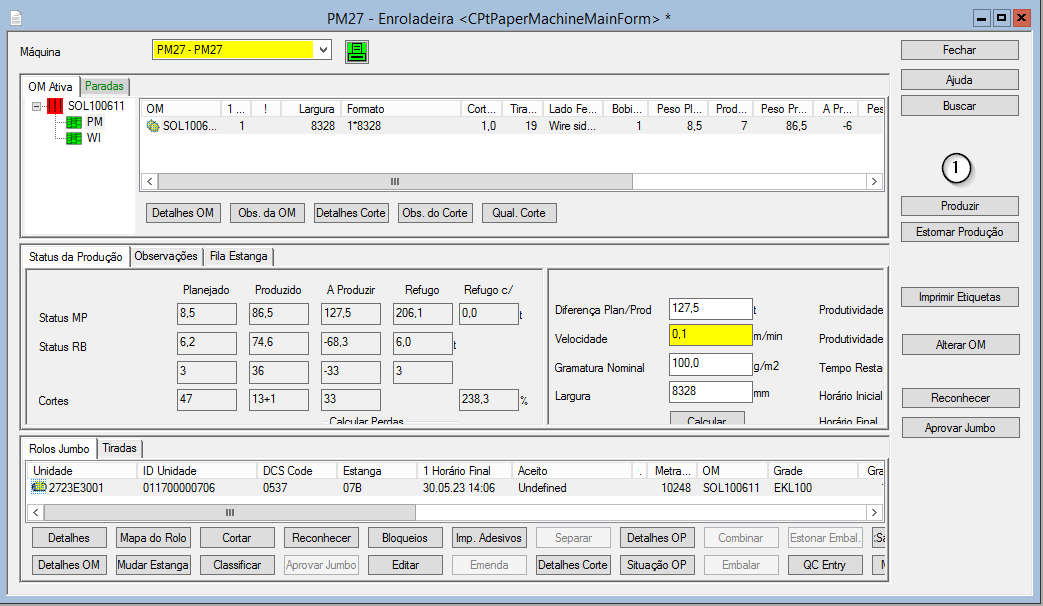 PM27 - Enroladeira <CPtPaperMachineMainForm> *
Máquina PM27 - PM27 Fechar
Ajuda
OM Ativa Paradas
Buscar
SOL100611
PM
WI
OM 1 ... ! Largura Formato Cort... Tira... Lado Fe... Bobi... Peso Pl... Prod... Peso Pr... A Pr... Pes
SOL1006... 1 8328 1*8328 1,0 19 Wire sid... 1 8,5 7 86,5 -6
1
Detalhes OM Obs. da OM Detalhes Corte Obs. do Corte Qual. Corte
Produzir
Estornar Produção
Status da Produção Observações Fila Estanga
Planejado Produzido A Produzir Refugo Refugo c/
Status MP 8,5 86,5 127,5 206,1 0,0 t
Status RB 6,2 74,6 -68,3 6,0 t
3 36 -33 3
Cortes 47 13+1 33 238,3 %
Calcular Perdas
Diferença Plan/Prod 127,5 t Produtividade
Velocidade 0,1 m/min Produtividade
Gramatura Nominal 100,0 g/m2 Tempo Resta
Largura 8328 mm Horário Inicial
Calcular Horário Final
Imprimir Etiquetas
Alterar OM
Reconhecer
Aprovar Jumbo
Rolos Jumbo Tiradas
Unidade ID Unidade DCS Code Estanga 1 Horário Final Aceito . Metra... OM Grade Gra
2723E3001 011700000706 0537 07B 30.05.23 14:06 Undefined 10248 SOL100611 EKL100
Detalhes Mapa do Rolo Cortar Reconhecer Bloqueios Imp. Adesivos Separar Detalhes OP Combinar Estonar Embal.
Detalhes OM Mudar Estanga Classificar Aprovar Jumbo Editar Emenda Detalhes Corte Situação OP Embalar QC Entry